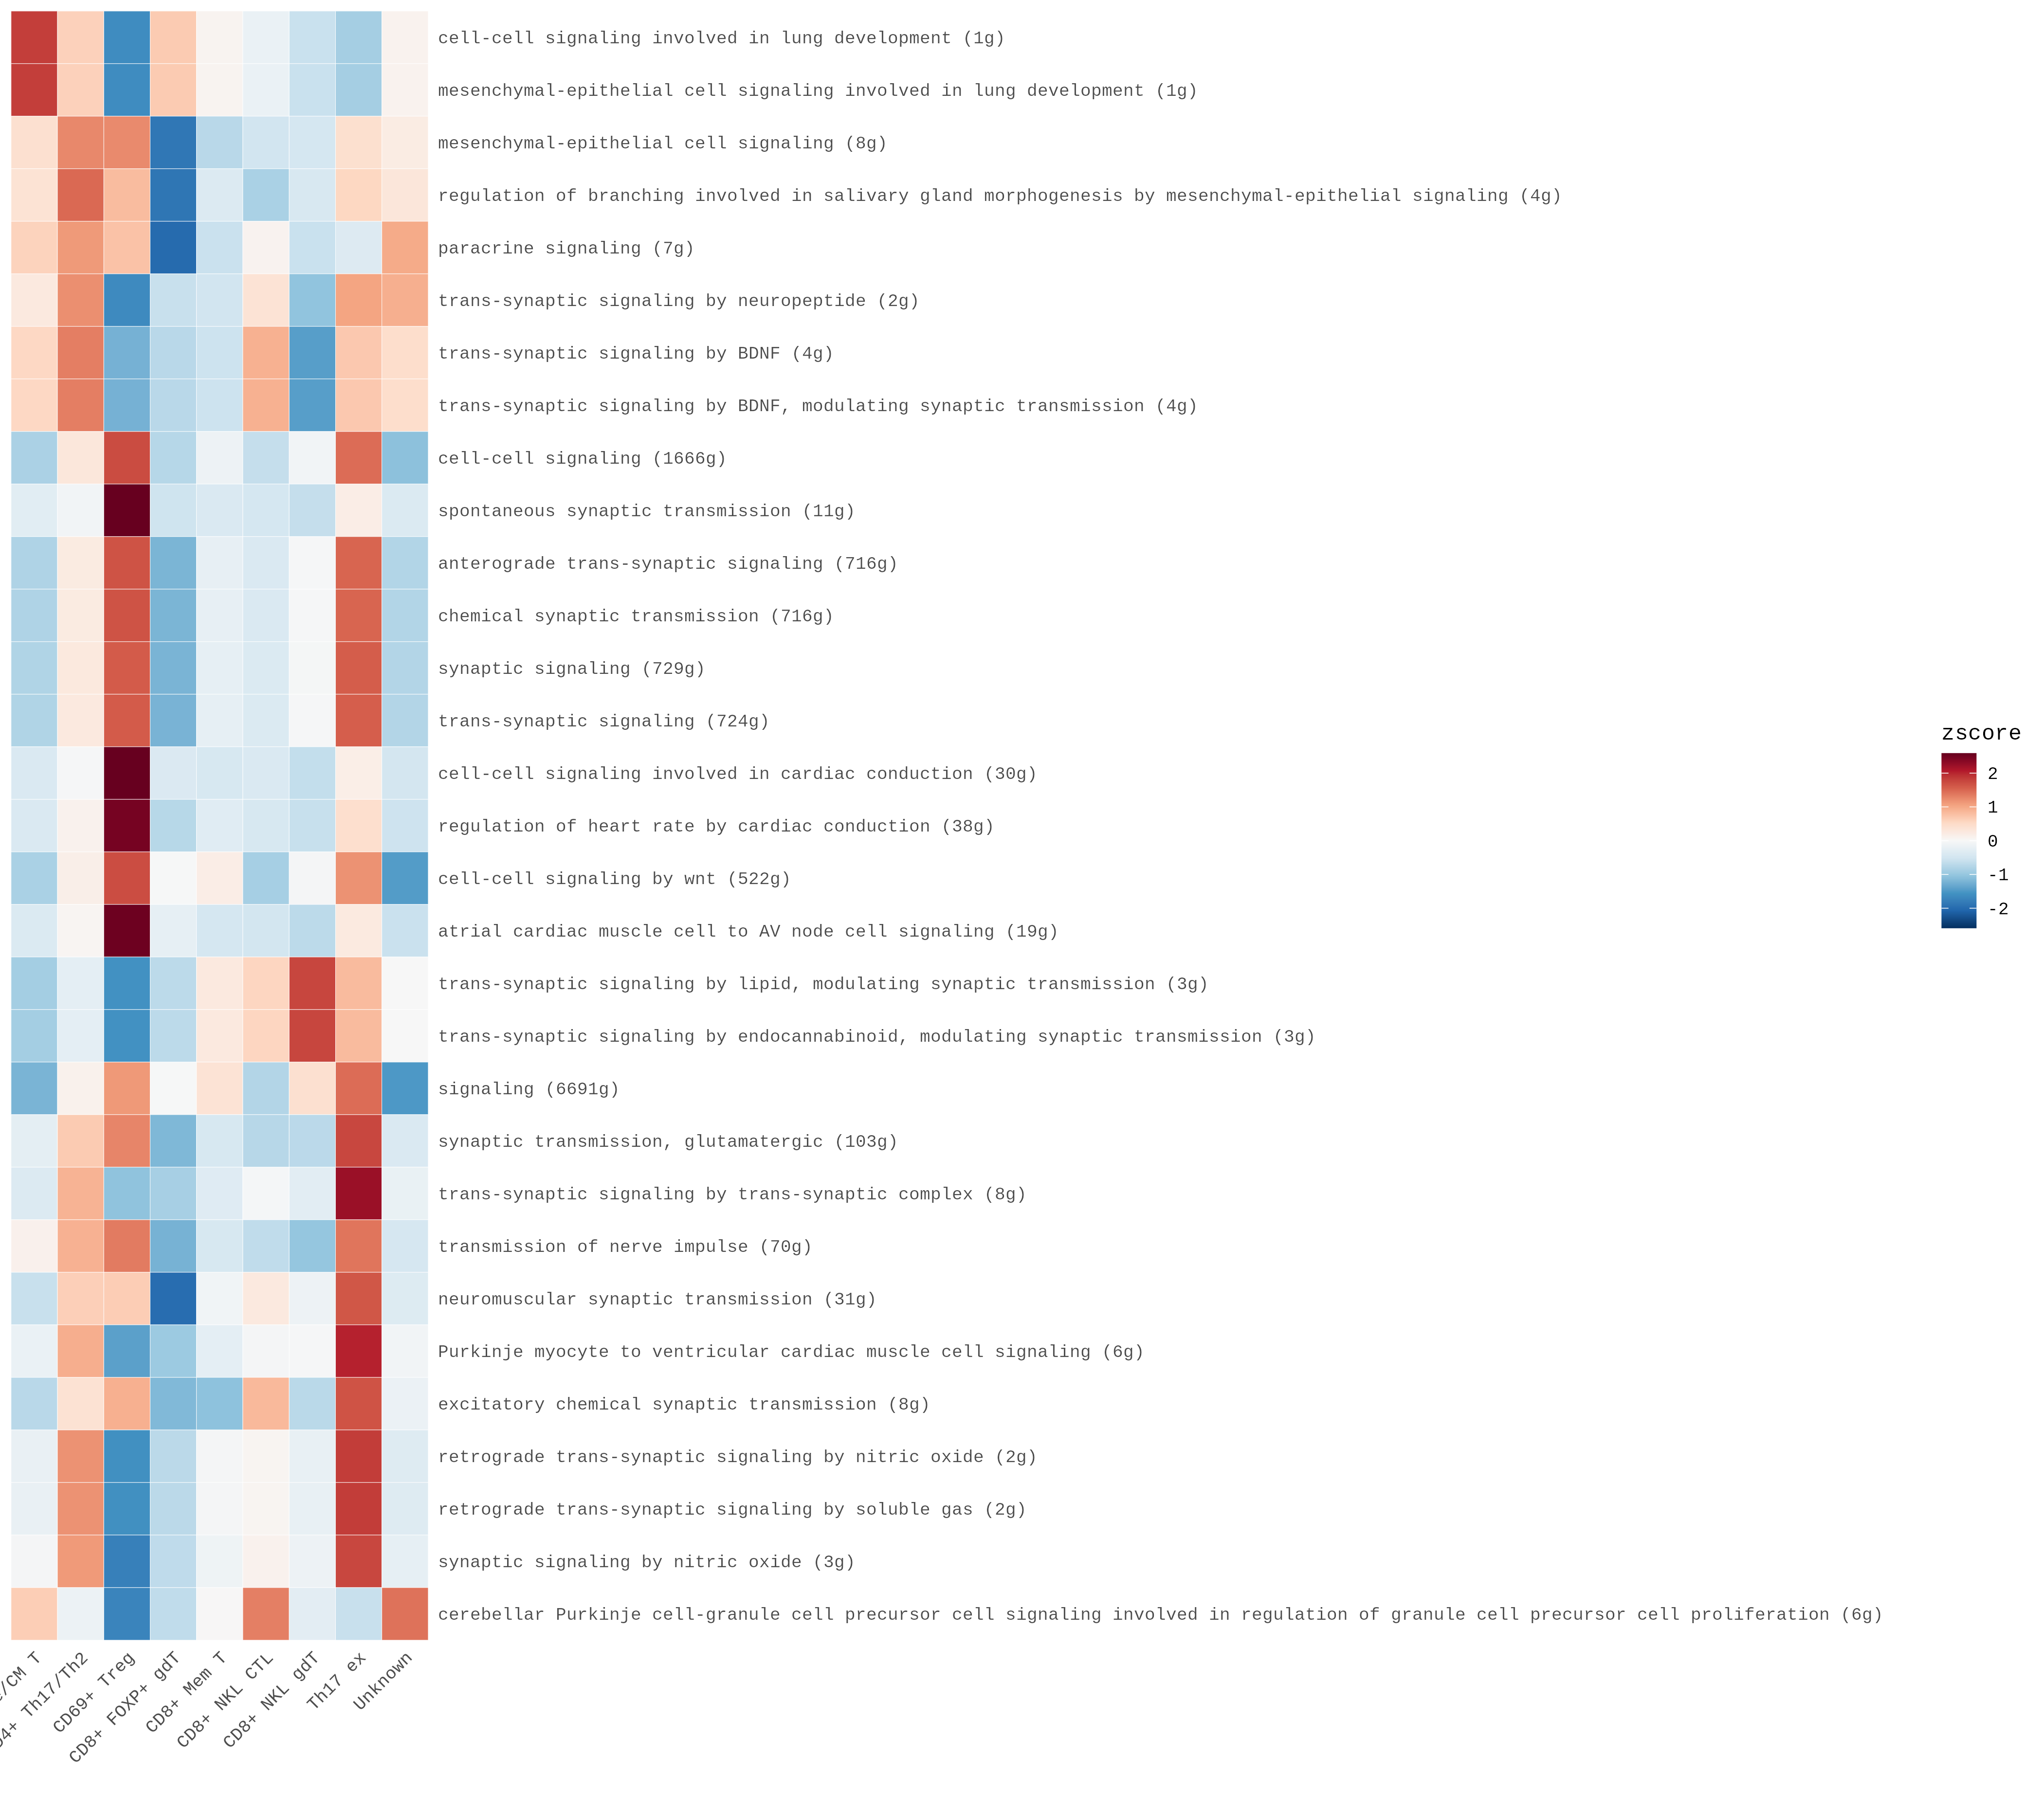 cell-cell signaling involved in lung development (1g)
mesenchymal-epithelial cell signaling involved in lung development (1g)
mesenchymal-epithelial cell signaling (8g)
regulation of branching involved in salivary gland morphogenesis by mesenchymal-epithelial signaling (4g)
paracrine signaling (7g)
trans-synaptic signaling by neuropeptide (2g)
trans-synaptic signaling by BDNF (4g)
trans-synaptic signaling by BDNF, modulating synaptic transmission (4g)
cell-cell signaling (1666g)
spontaneous synaptic transmission (11g)
anterograde trans-synaptic signaling (716g)
chemical synaptic transmission (716g)
synaptic signaling (729g)
trans-synaptic signaling (724g)
cell-cell signaling involved in cardiac conduction (30g)
regulation of heart rate by cardiac conduction (38g)
cell-cell signaling by wnt (522g)
atrial cardiac muscle cell to AV node cell signaling (19g)
trans-synaptic signaling by lipid, modulating synaptic transmission (3g)
trans-synaptic signaling by endocannabinoid, modulating synaptic transmission (3g)
signaling (6691g)
synaptic transmission, glutamatergic (103g)
trans-synaptic signaling by trans-synaptic complex (8g)
transmission of nerve impulse (70g)
neuromuscular synaptic transmission (31g)
Purkinje myocyte to ventricular cardiac muscle cell signaling (6g)
excitatory chemical synaptic transmission (8g)
retrograde trans-synaptic signaling by nitric oxide (2g)
retrograde trans-synaptic signaling by soluble gas (2g)
synaptic signaling by nitric oxide (3g)
cerebellar Purkinje cell-granule cell precursor cell signaling involved in regulation of granule cell precursor cell proliferation (6g)
/CM T
4+ Th17/Th2
CD69+ Treg
CD8+ FOXP+ gdT
CD8+ Mem T
CD8+ NKL CTL
CD8+ NKL gdT
Th17 ex
Unknown
zscore
2
1
0
-1
-2